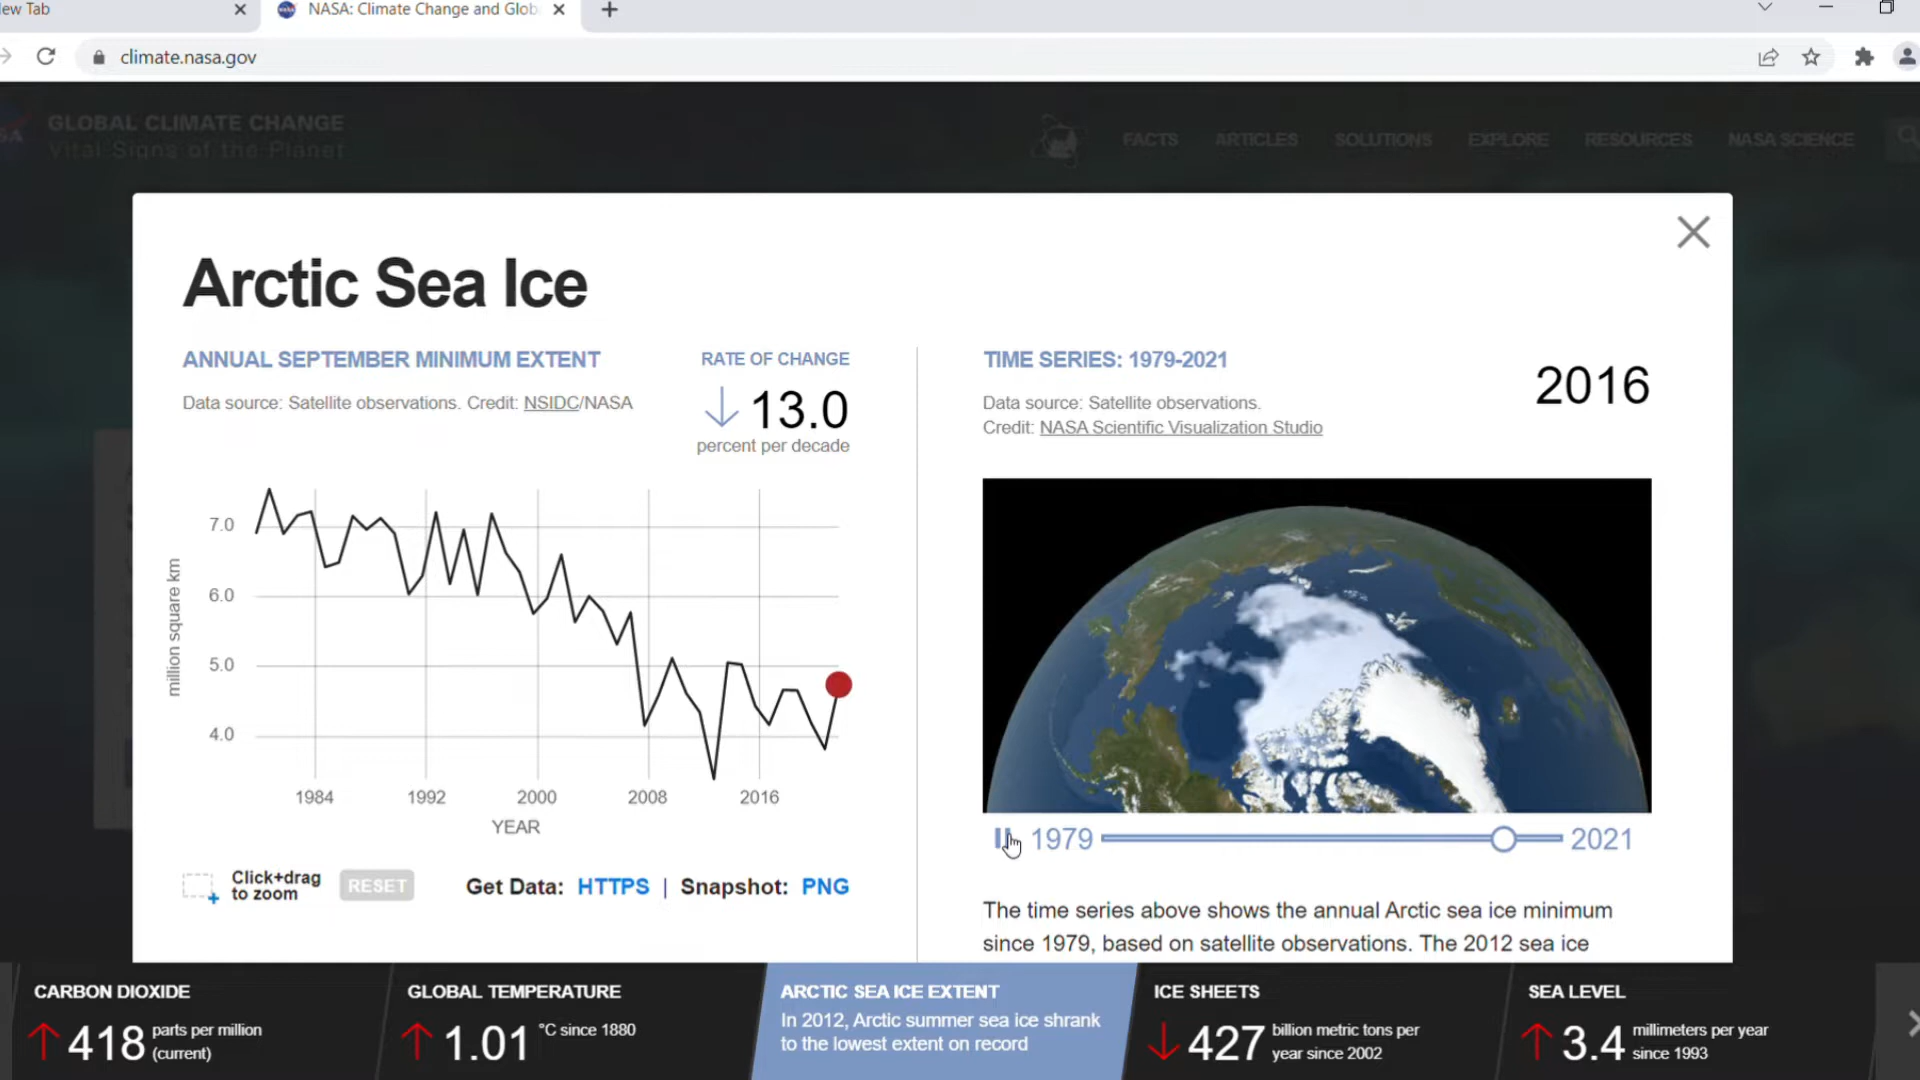 ew Tab
NASA: Climate Change and Glob
climate.nasa.gov
GLOBAL CLIMATE CHANGE
Vital Signs of the Planet
FACTS
ARTICLES
SOLUTIONS
EXPLORE
RESOURCES
NASA SCIENCE
Arctic Sea Ice
ANNUAL SEPTEMBER MINIMUM EXTENT
Data source: Satellite observations. Credit: NSIDC/NASA
RATE OF CHANGE
13.0
percent per decade
million square km
7.0
6.0
5.0
4.0
1984
1992
2000
2008
2016
YEAR
Click+drag
to zoom
RESET
Get Data: HTTPS | Snapshot: PNG
TIME SERIES: 1979-2021
Data source: Satellite observations.
Credit: NASA Scientific Visualization Studio
2016
1979
2021
The time series above shows the annual Arctic sea ice minimum
since 1979, based on satellite observations. The 2012 sea ice
CARBON DIOXIDE
418 parts per million
(current)
GLOBAL TEMPERATURE
1.01 °C since 1880
ARCTIC SEA ICE EXTENT
In 2012, Arctic summer sea ice shrank
to the lowest extent on record
ICE SHEETS
427 billion metric tons per
year since 2002
SEA LEVEL
3.4 millimeters per year
since 1993